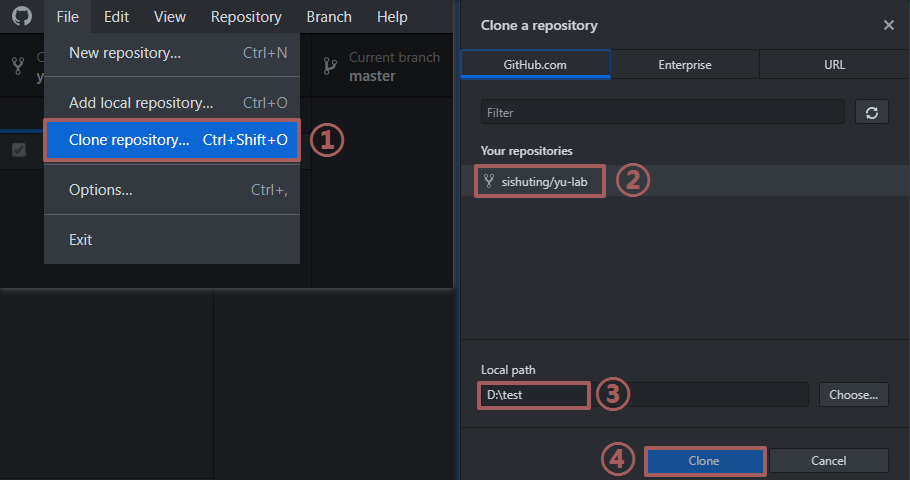 File Edit View Repository Branch Help
New repository... Ctrl+N
Add local repository... Ctrl+O
Clone repository... Ctrl+Shift+O
①
Options... Ctrl+,
Exit
C
y
Current branch
master
Clone a repository
GitHub.com Enterprise URL
Filter
Your repositories
sishuting/yu-lab ②
Local path
D:\test ③ Choose...
④ Clone Cancel